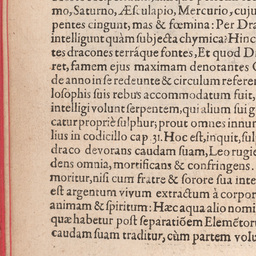 mo, Saturno, Æſculapio, Mercurio, cuju
pentes cingunt, mas & fœmina: Per Dra
intelliguntquàm ſubjecta chymica? Hinc
tes dracones terráque fontes, Et quod D
ret, famem ejus maximam denotantes C
de anno in ſe redeunte & circulum referen
loſophis ſuis rebus accommodatum fuit,
intelligi volunt ſerpentem, qui alium ſui g
catur propriè ſulphur, prout omnes innum
lius in codicillo cap 31. Hoc eſt, inquit, ſul
draco devorans caudam ſuam, Leo rugie
dens omnia, mortificans & confringens.
moritur, niſi cum fratre & ſorore ſua inte
eſt argentum vivum extractum à corpor
animam & ſpiritum: Hæc aqua alio nomi
quæ habetur poſt ſeparatiõem Elemẽtor
caudam ſuam traditur, cùm partem volu